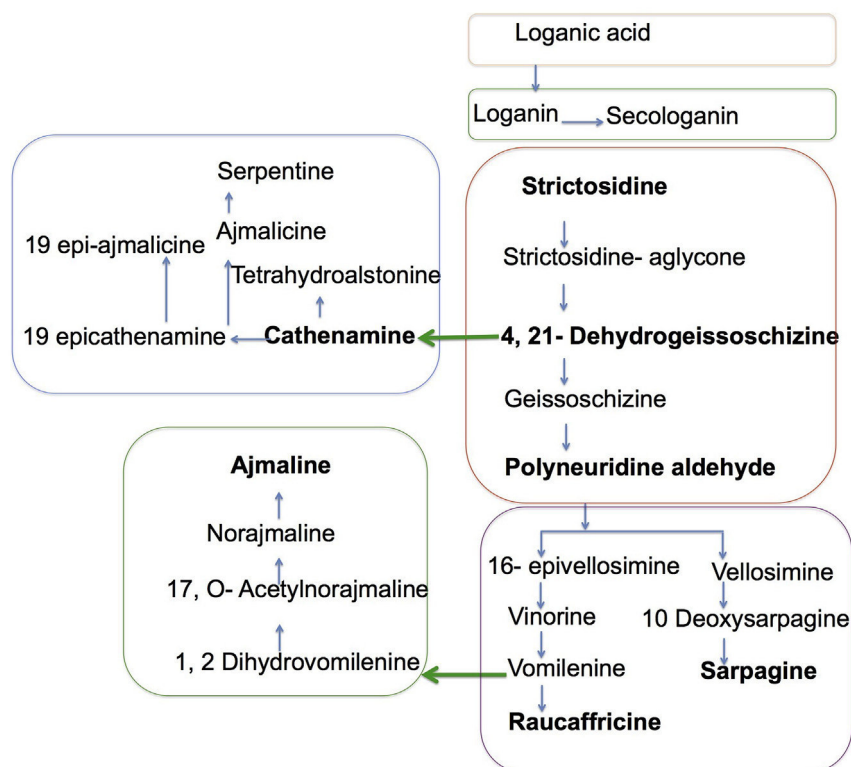 Loganic acid
Loganin
Secologanin
Serpentine
Ajmalicine
19 epi-ajmalicine
Tetrahydroalstonine
19 epicathenamine
Cathenamine
Strictosidine
Strictosidine- aglycone
4, 21- Dehydrogeissoschizine
Geissoschizine
Polyneuridine aldehyde
Ajmaline
Norajmaline
17, O- Acetylnorajmaline
1, 2 Dihydrovomilenine
16- epivellosimine
Vinorine
Vomilenine
Raucaffricine
Vellosimine
10 Deoxysarpagine
Sarpagine